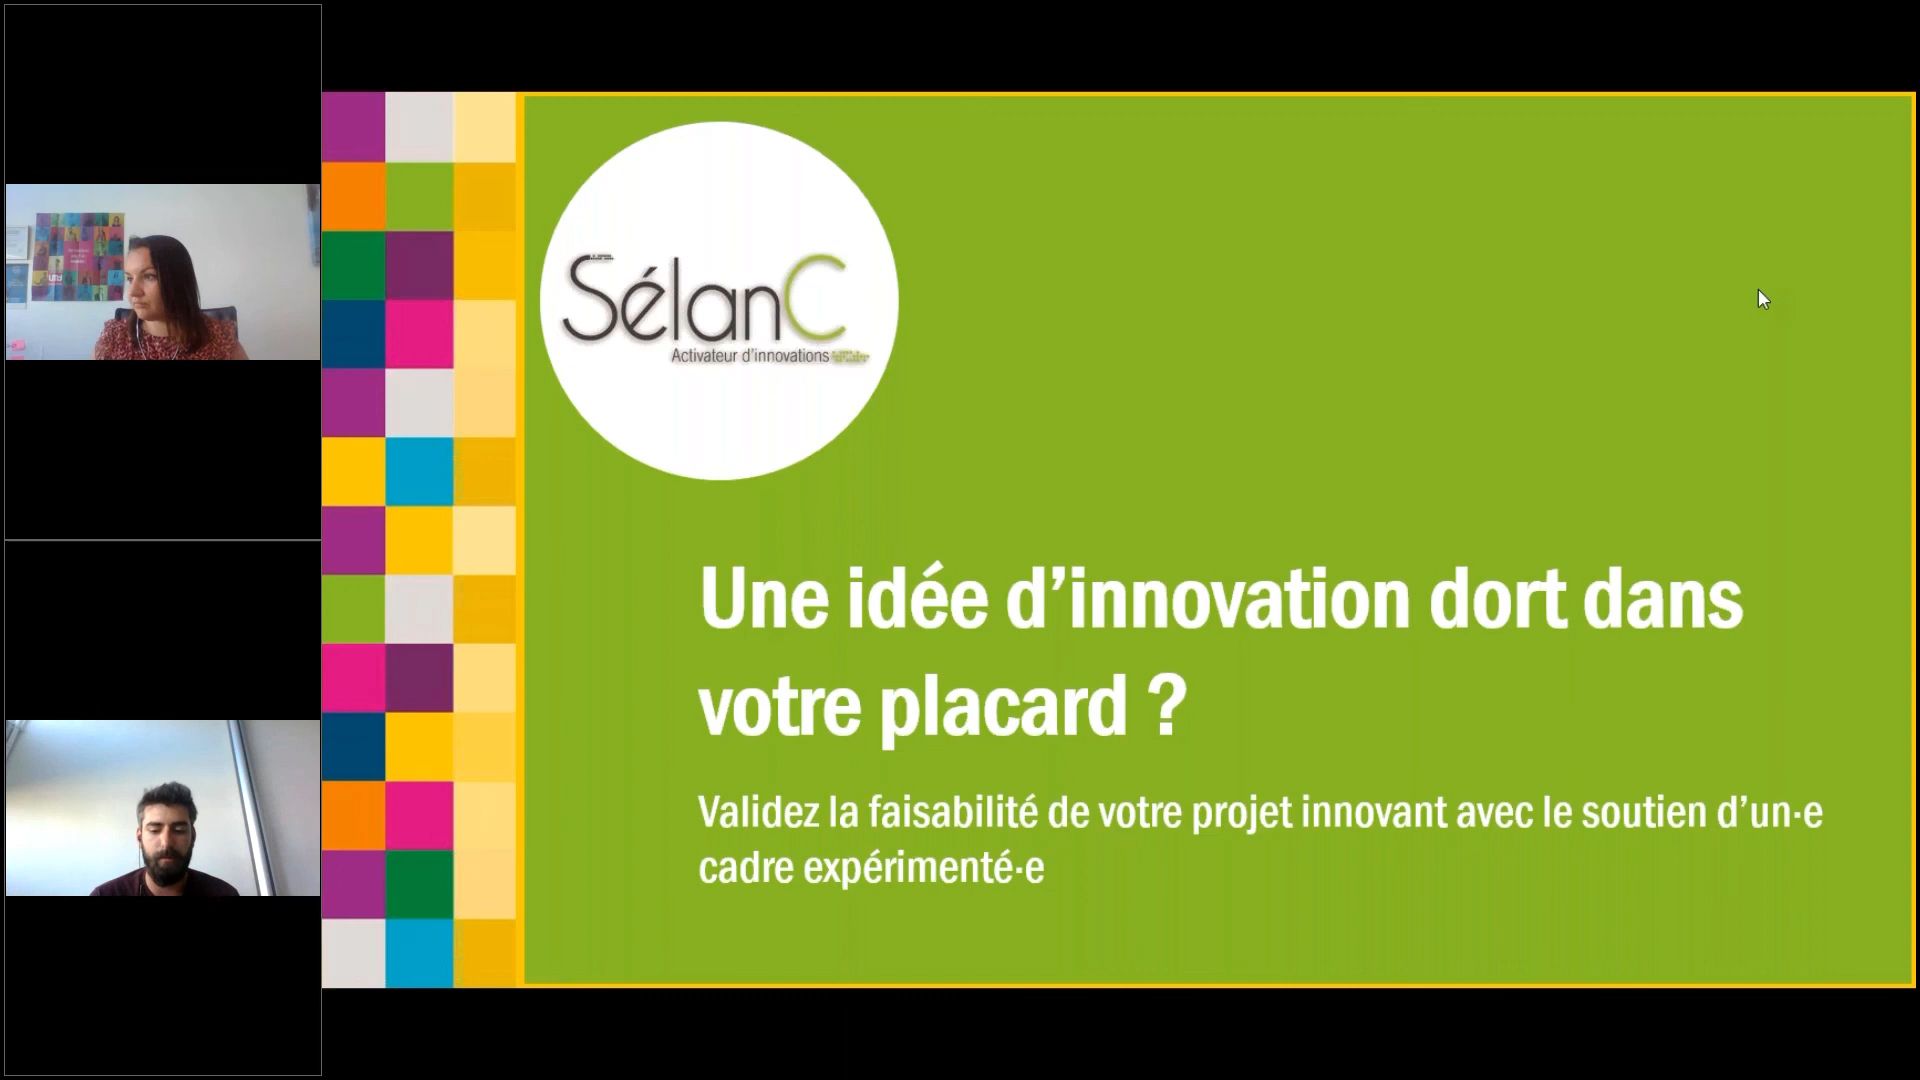 SélanC
Activateur d'innovations
Une idée d’innovation dort dans
votre placard ?
Validez la faisabilité de votre projet innovant avec le soutien d’un·e
cadre expérimenté·e